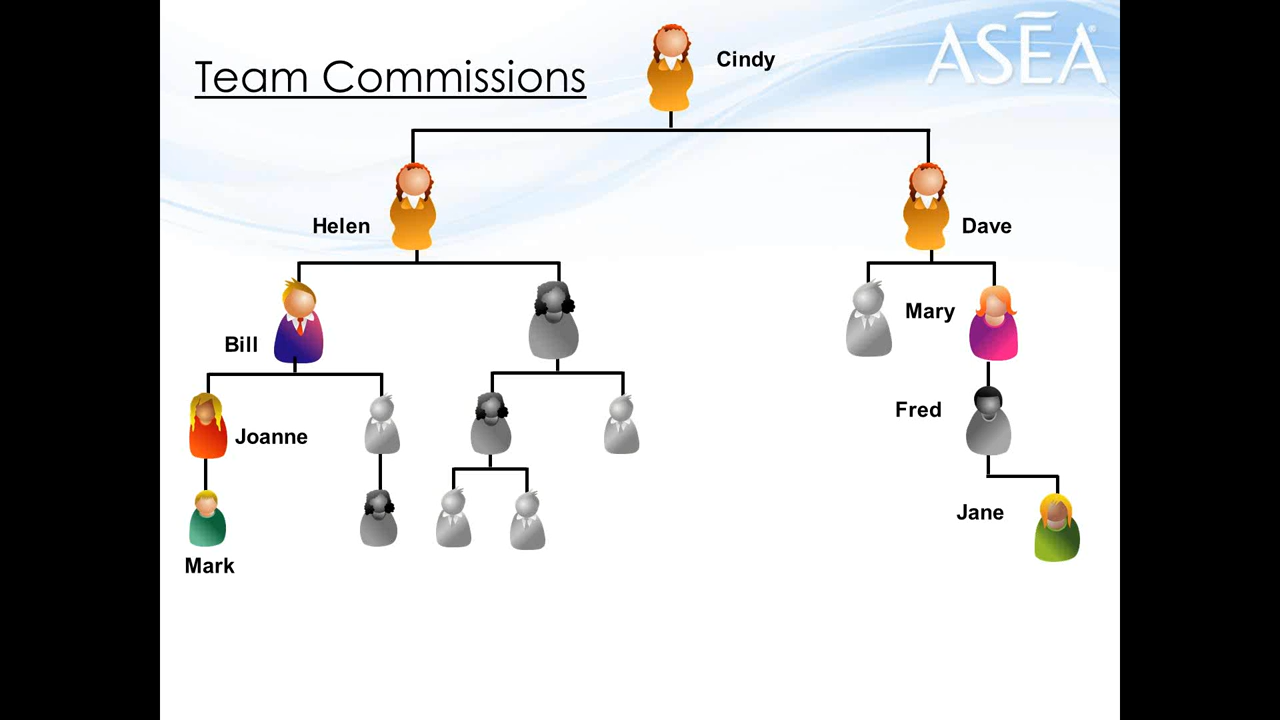 Cindy
ASEA
Team Commissions
Helen
Dave
Mary
Bill
Fred
Joanne
Jane
Mark